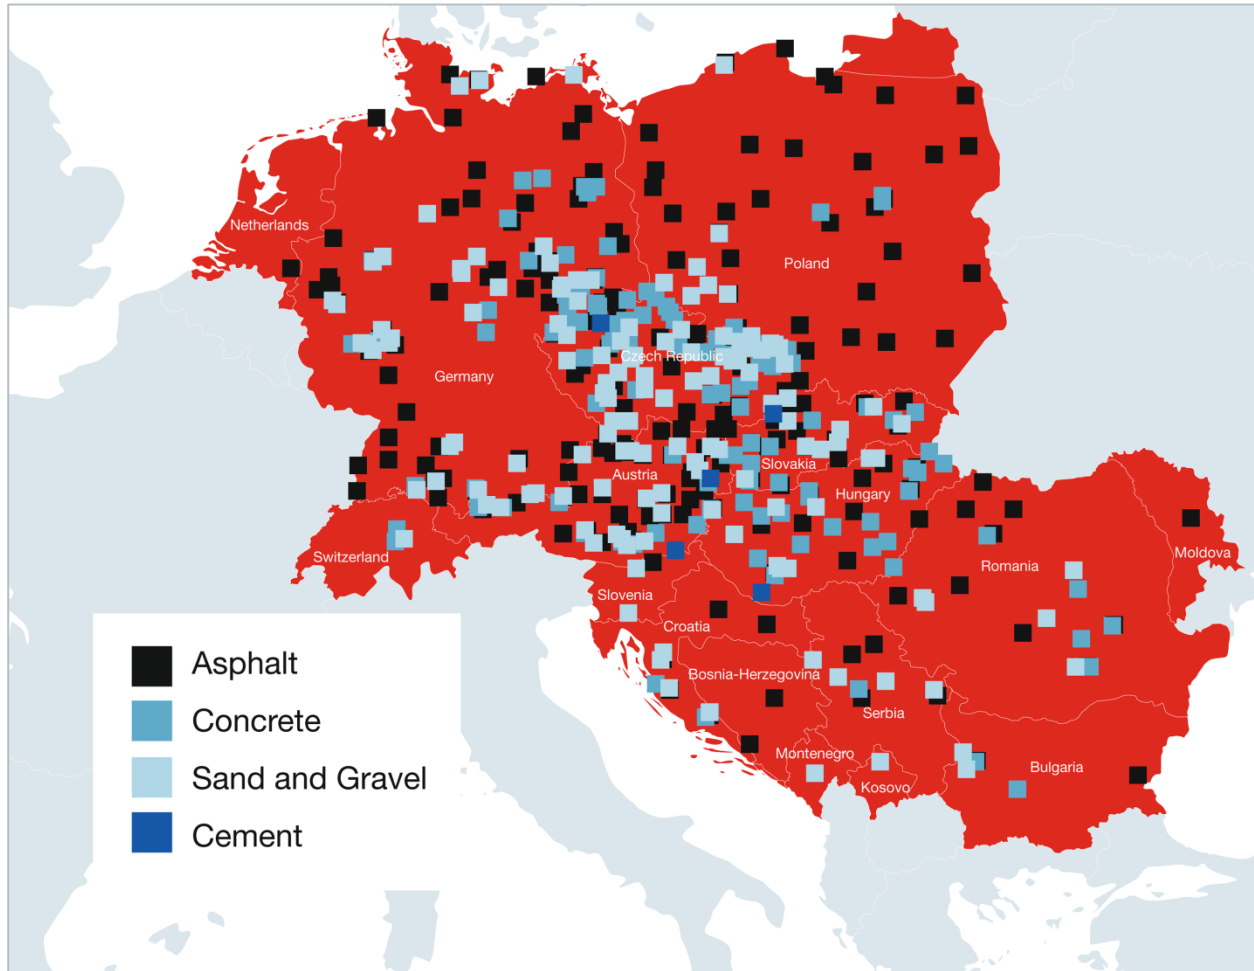 Netherlands
Poland
Czech Republic
Germany
Austria
Slovakia
Hungary
Switzerland
Moldova
Romania
Slovenia
Croatia
Bosnia-Herzegovina
Serbia
Montenegro
Kosovo
Bulgaria
Asphalt
Concrete
Sand and Gravel
Cement